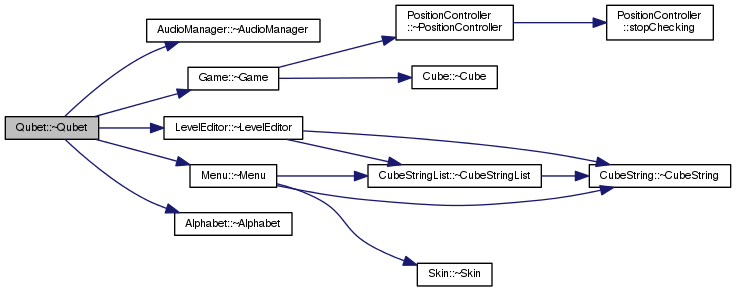 Qubet::~Qubet
AudioManager::~AudioManager
Game::~Game
LevelEditor::~LevelEditor
Menu::~Menu
Alphabet::~Alphabet
PositionController
::~PositionController
Cube::~Cube
CubeStringList::~CubeStringList
Skin::~Skin
PositionController
::stopChecking
CubeString::~CubeString